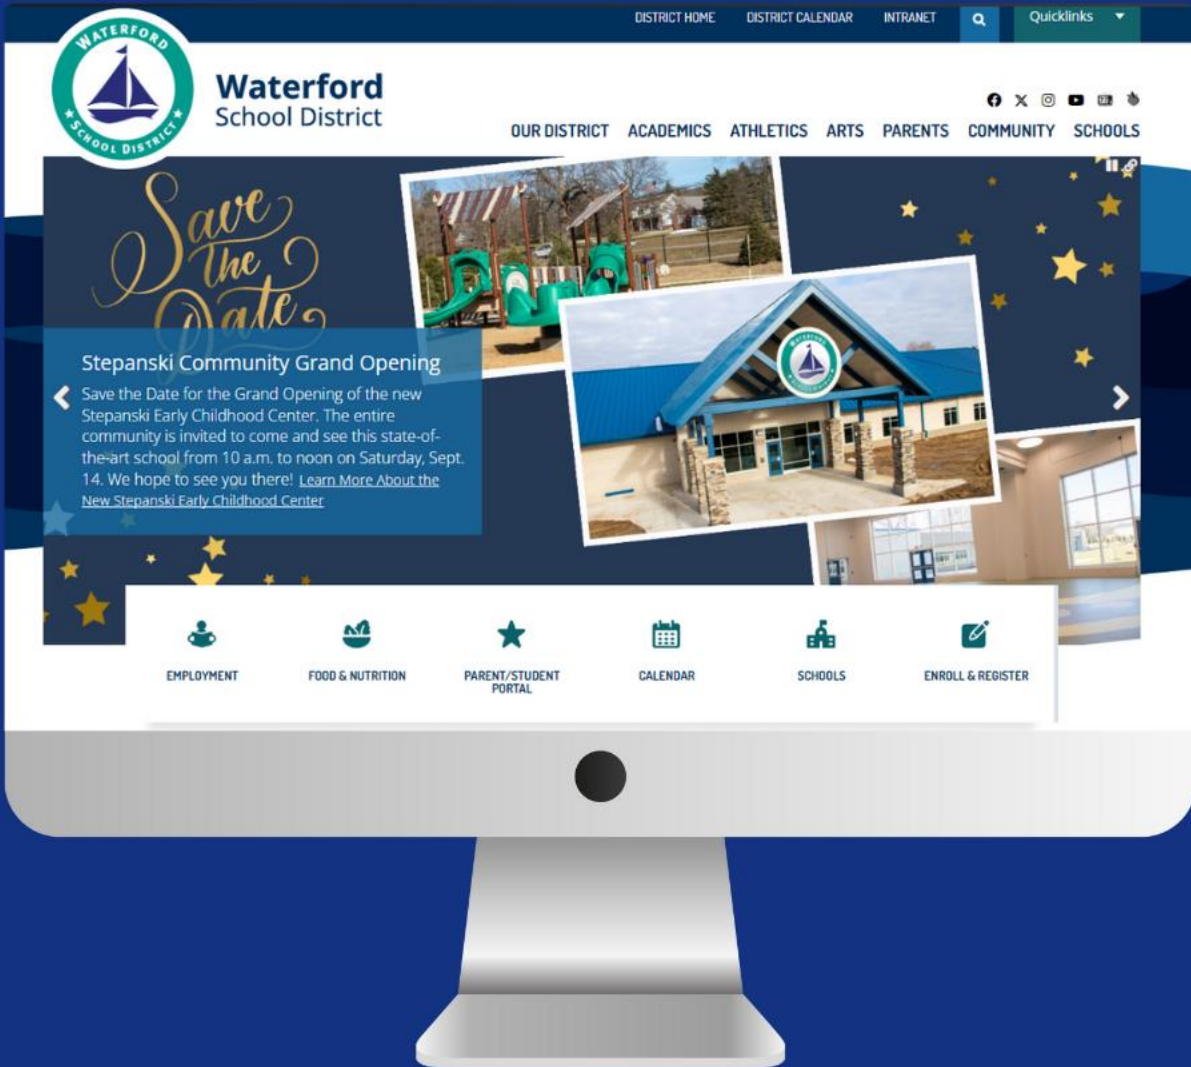 DISTRICT HOME DISTRICT CALENDAR INTRANET Quicklinks
WATERFORD
SCHOOL DISTRICT
Waterford
School District
OUR DISTRICT ACADEMICS ATHLETICS ARTS PARENTS COMMUNITY SCHOOLS
Save
The
Date
Stepanski Community Grand Opening
Save the Date for the Grand Opening of the new
Stepanski Early Childhood Center. The entire
community is invited to come and see this state-of-
the-art school from 10 a.m. to noon on Saturday, Sept.
14. We hope to see you there! Learn More About the
New Stepanski Early Childhood Center
WATERFORD
EMPLOYMENT FOOD & NUTRITION PARENT/STUDENT PORTAL CALENDAR SCHOOLS ENROLL & REGISTER